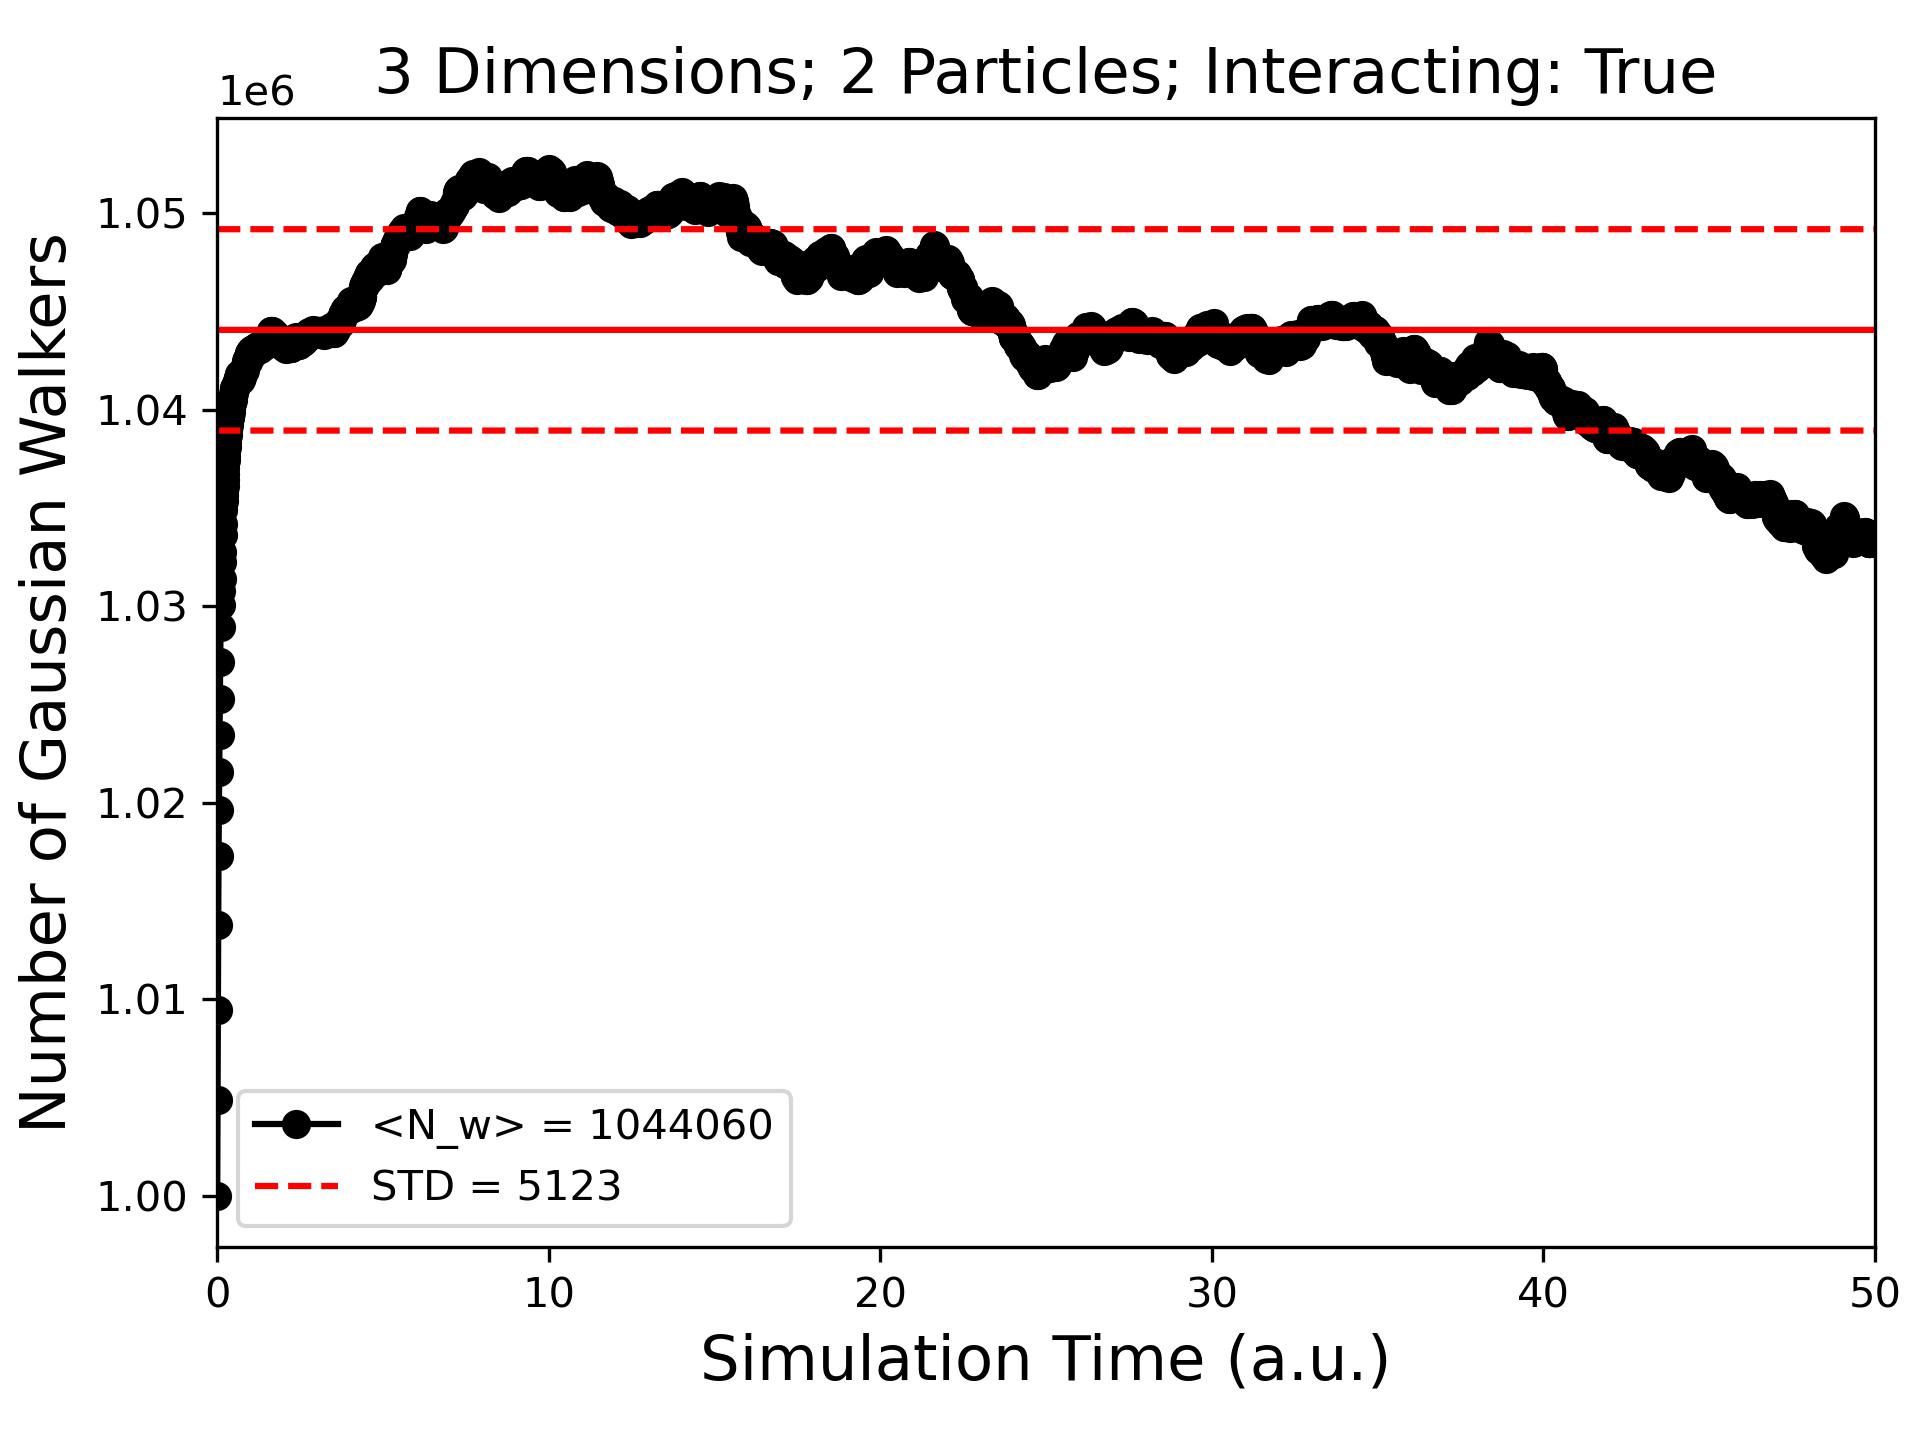 3 Dimensions; 2 Particles; Interacting: True
1e6
Number of Gaussian Walkers
1.05
1.04
1.03
1.02
1.01
1.00
<N_w> = 1044060
STD = 5123
0 10 20 30 40 50
Simulation Time (a.u.)